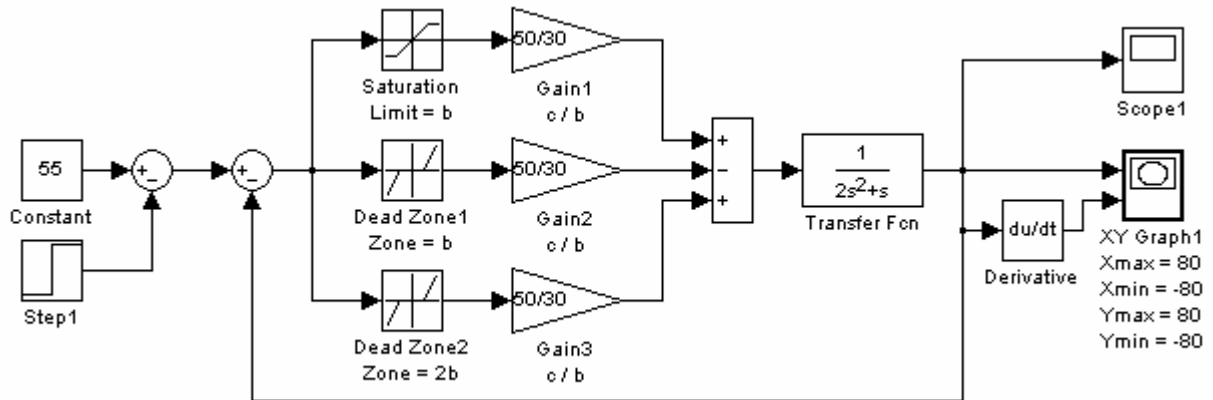 50/30
Saturation
Limit = b
Gain1
c / b
Scope1
55
Constant
+
−
+
−
50/30
Dead Zone1
Zone = b
Gain2
c / b
+
−
+
1
2s²+s
Transfer Fcn
Step1
du/dt
Derivative
XY Graph1
Xmax = 80
Xmin = -80
Ymax = 80
Ymin = -80
50/30
Dead Zone2
Zone = 2b
Gain3
c / b